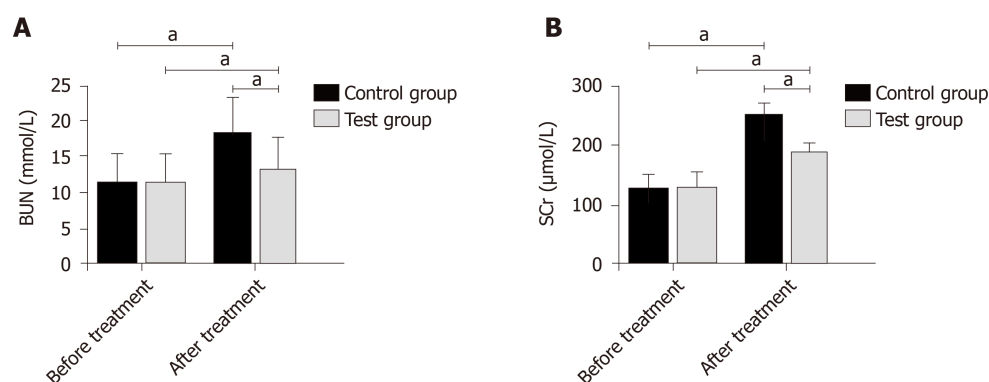 A
a
a
a
25
20
15
10
5
0
BUN (mmol/L)
Before treatment
After treatment
Control group
Test group
B
a
a
a
300
200
100
0
SCr (µmol/L)
Before treatment
After treatment
Control group
Test group